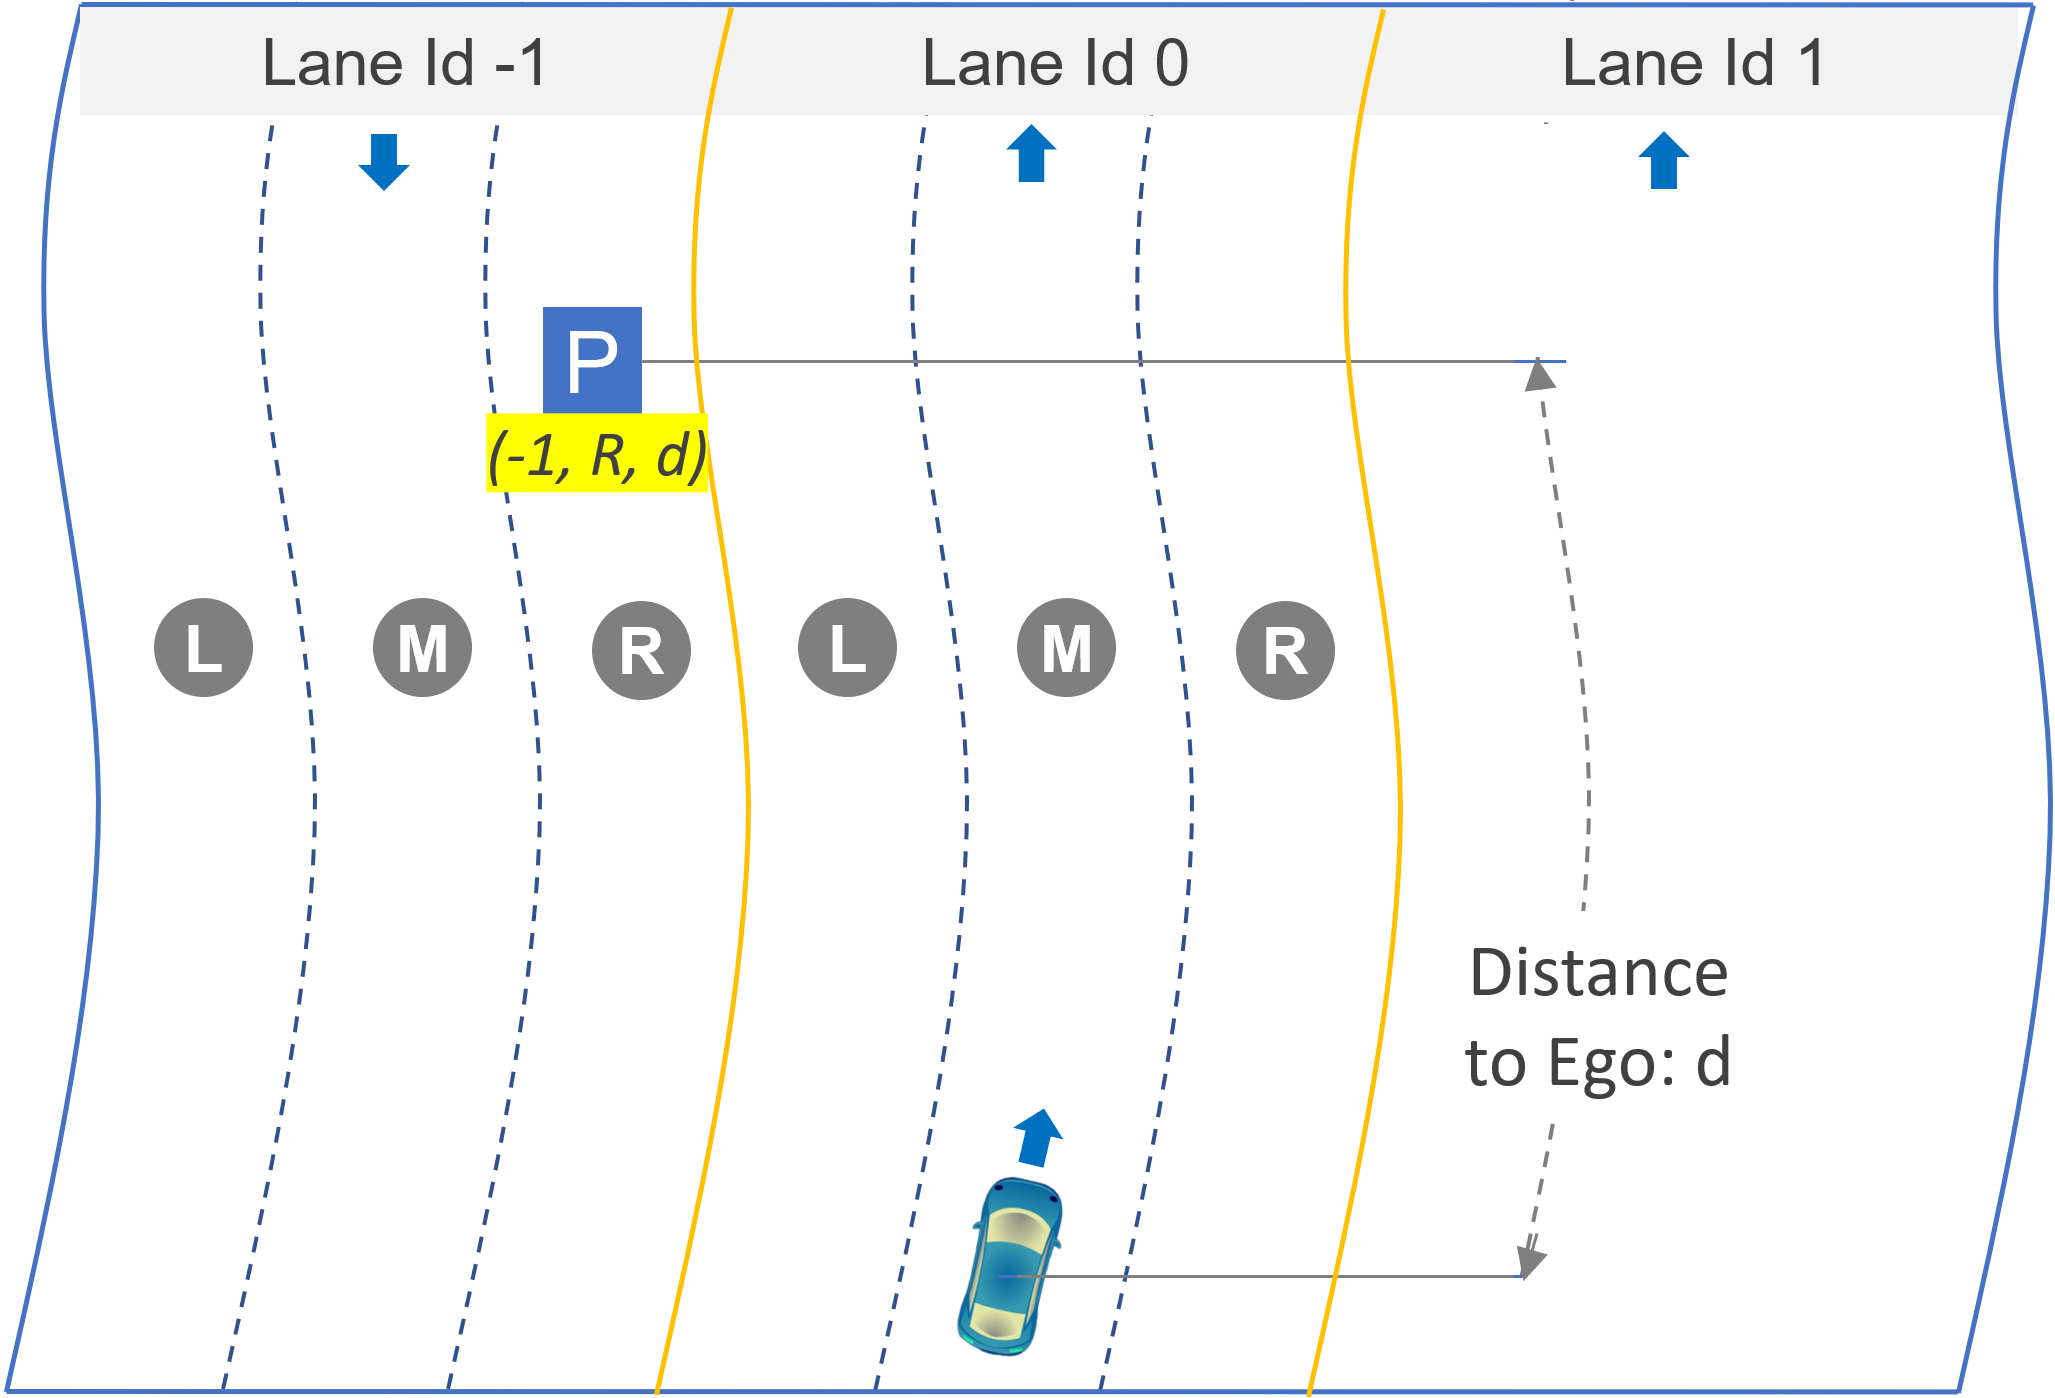 Lane Id -1
Lane Id 0
Lane Id 1
P
(-1, R, d)
L
M
R
L
M
R
Distance
to Ego: d